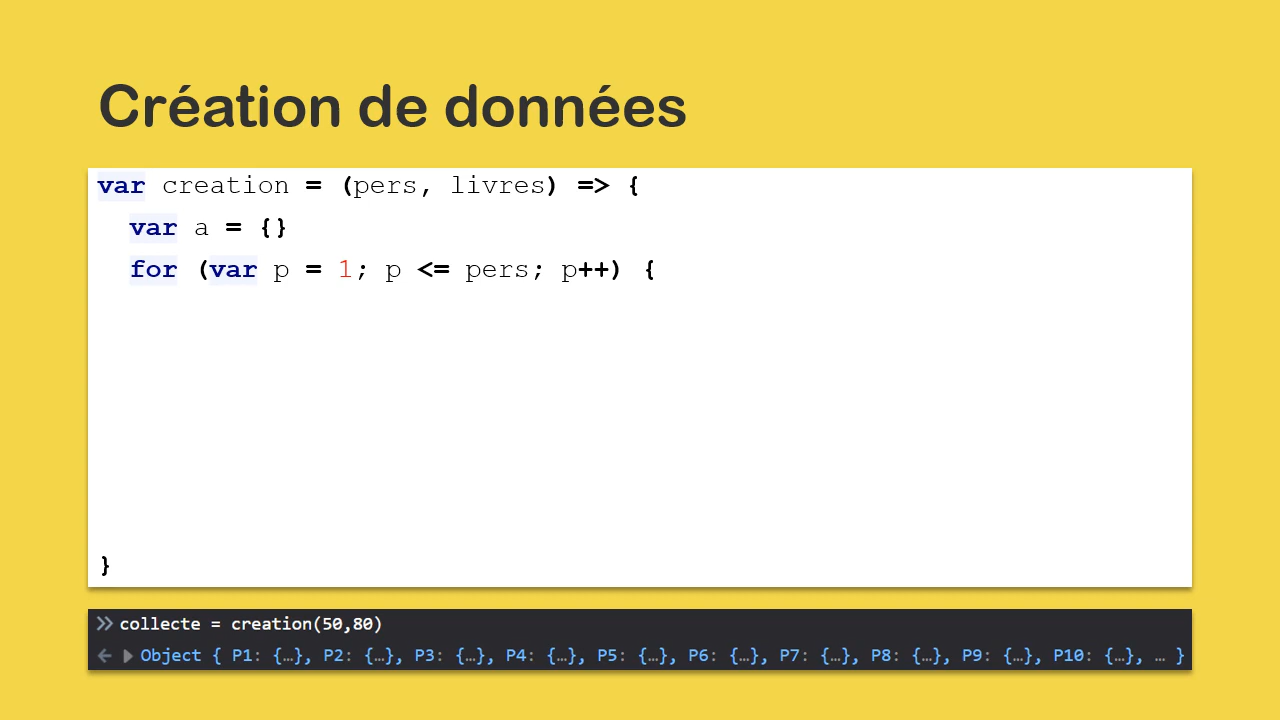 Création de données
var creation = (pers, livres) => {
var a = {}
for (var p = 1; p <= pers; p++) {
}
>> collecte = creation(50,80)
← ▶ Object { P1: {…}, P2: {…}, P3: {…}, P4: {…}, P5: {…}, P6: {…}, P7: {…}, P8: {…}, P9: {…}, P10: {…}, … }